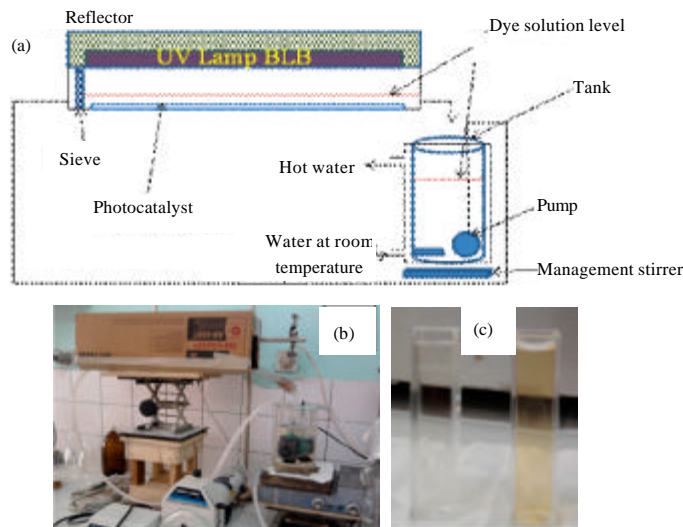 Reflector
(a)
Dye solution level
UV Lamp BLB
Tank
Sieve
Hot water
Photocatalyst
Pump
Water at room
temperature
Management stirrer
(b)
(c)